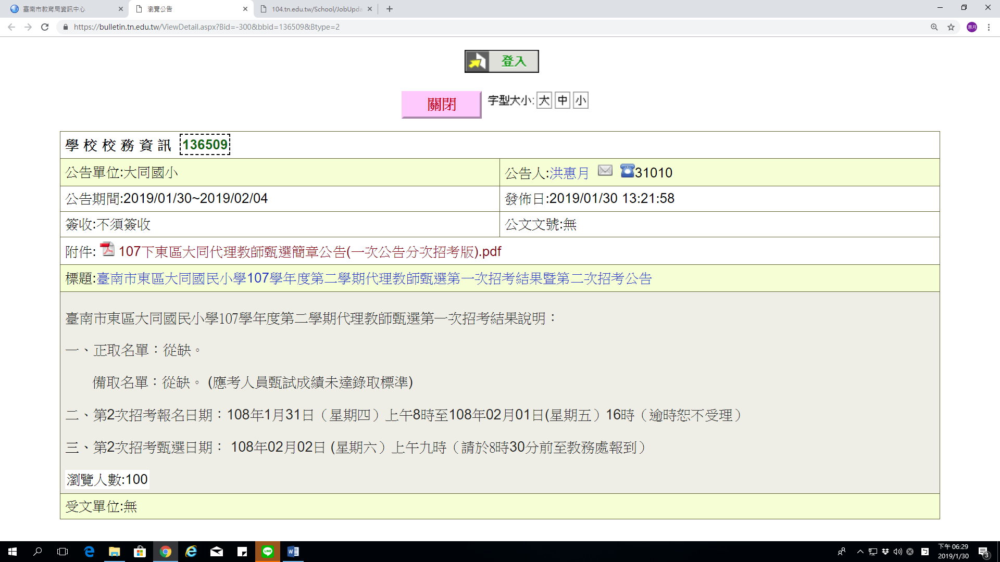 臺南市教育局資訊中心
瀏覽公告
104.tn.edu.tw/School/JobUpda
https://bulletin.tn.edu.tw/ViewDetail.aspx?Bid=-300&bbid=136509&Btype=2
惠月
登入
關閉 字型大小: 大 中 小
學校校務資訊 136509
公告單位:大同國小 公告人:洪惠月 31010
公告期間:2019/01/30~2019/02/04 發佈日:2019/01/30 13:21:58
簽收:不須簽收 公文文號:無
附件: 107下東區大同代理教師甄選簡章公告(一次公告分次招考版).pdf
標題:臺南市東區大同國民小學107學年度第二學期代理教師甄選第一次招考結果暨第二次招考公告
臺南市東區大同國民小學107學年度第二學期代理教師甄選第一次招考結果說明：
一、正取名單：從缺。
備取名單：從缺。 (應考人員甄試成績未達錄取標準)
二、第2次招考報名日期：108年1月31日（星期四）上午8時至108年02月01日(星期五）16時（逾時恕不受理）
三、第2次招考甄選日期： 108年02月02日 (星期六）上午九時（請於8時30分前至教務處報到）
瀏覽人數:100
受文單位:無
LINE
下午 06:29
2019/1/30
3